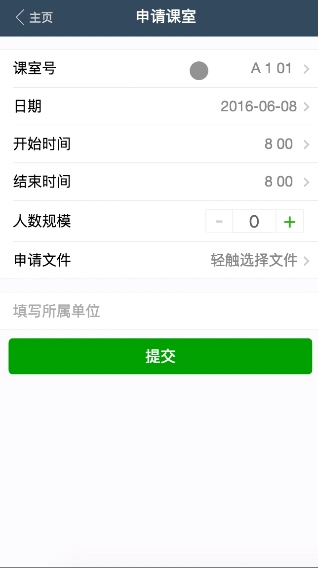 主页
申请课室
课室号 A 1 01
日期 2016-06-08
开始时间 8 00
结束时间 8 00
人数规模 - 0 +
申请文件 轻触选择文件
填写所属单位
提交